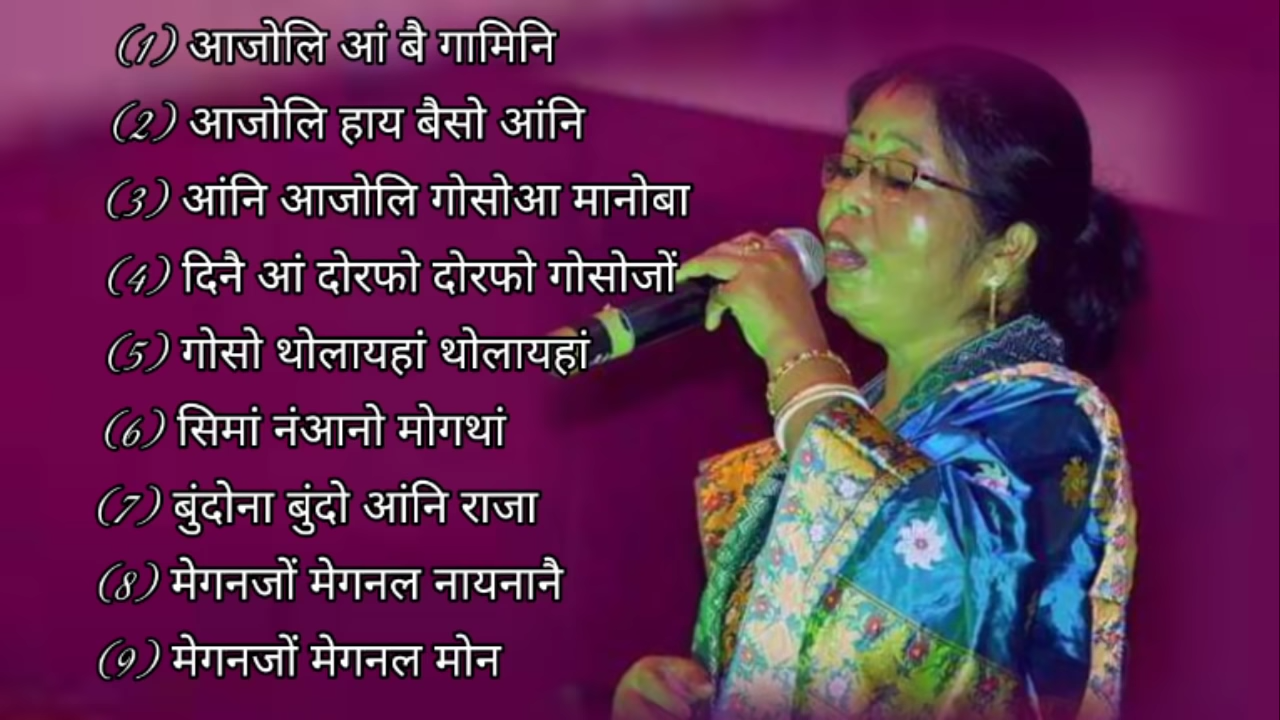 (1) आजोलि आं बै गामिनि
(2) आजोलि हाय बैसो आंनि
(3) आंनि आजोलि गोसोआ मानोबा
(4) दिनै आं दोरफो दोरफो गोसोजों
(5) गोसो थोलायहां थोलायहां
(6) सिमां नंआनो मोगथां
(7) बुंदोना बुंदो आंनि राजा
(8) मेगनजों मेगनल नायनानै
(9) मेगनजों मेगनल मोन